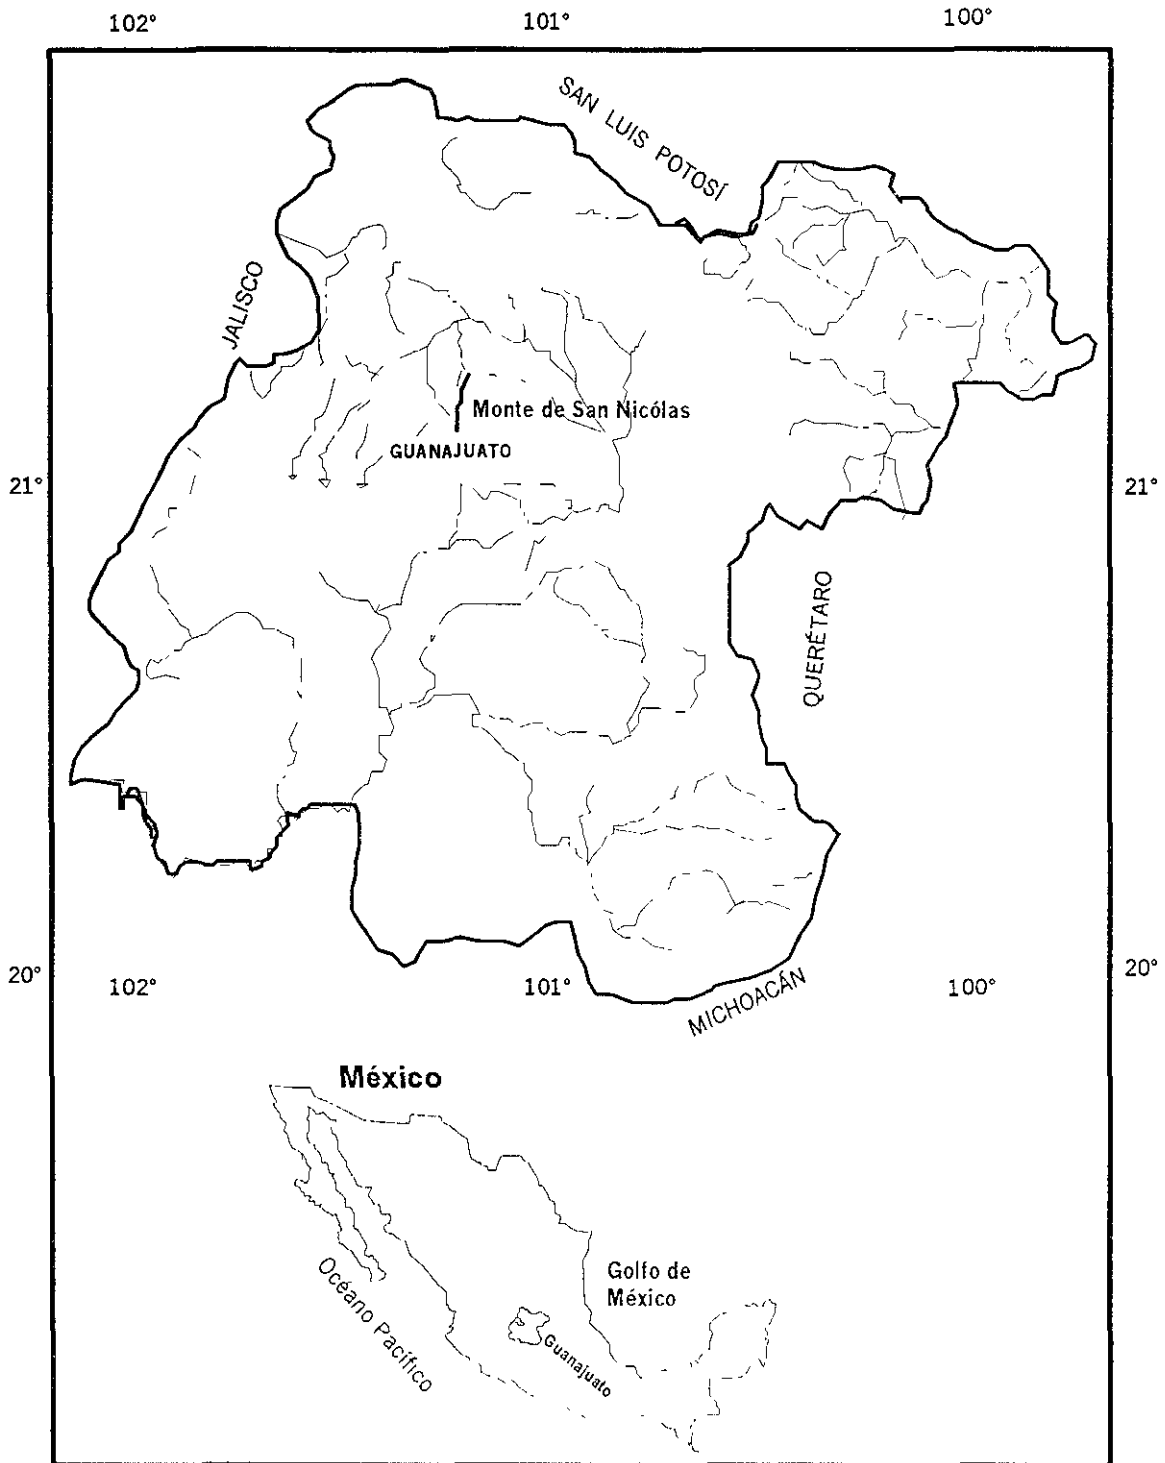 102°
101°
100°
SAN LUIS POTOSÍ
JALISCO
Monte de San Nicólas
GUANAJUATO
21°
21°
QUERÉTARO
20°
20°
102°
101°
100°
MICHOACÁN
México
Golfo de
México
Océano Pacífico
Guanajuato